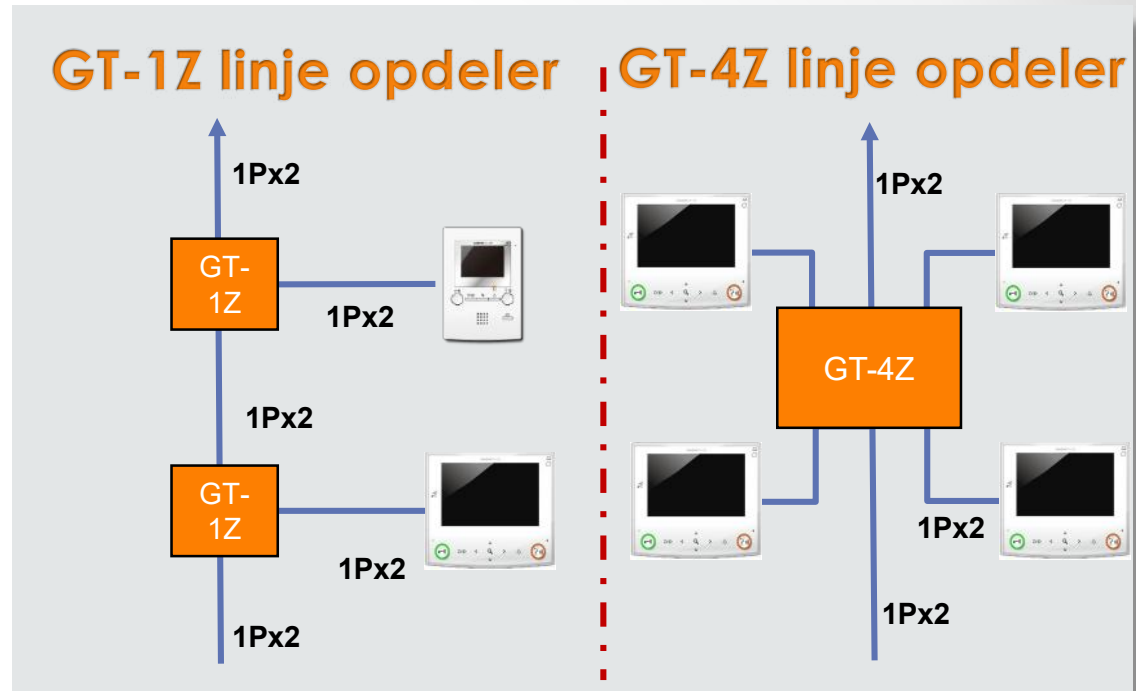 GT-1Z linje opdeler
1Px2
GT-
1Z
1Px2
1Px2
GT-
1Z
1Px2
1Px2
GT-4Z linje opdeler
1Px2
GT-4Z
1Px2
1Px2